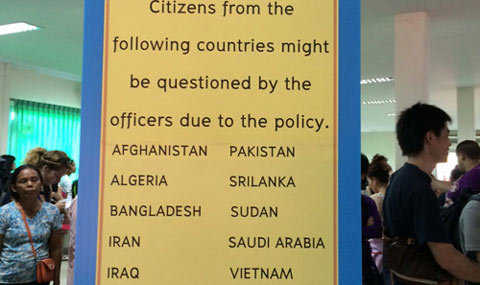 Citizens from the
following countries might
be questioned by the
officers due to the policy.
AFGHANISTAN PAKISTAN
ALGERIA SRILANKA
BANGLADESH SUDAN
IRAN SAUDI ARABIA
IRAQ VIETNAM